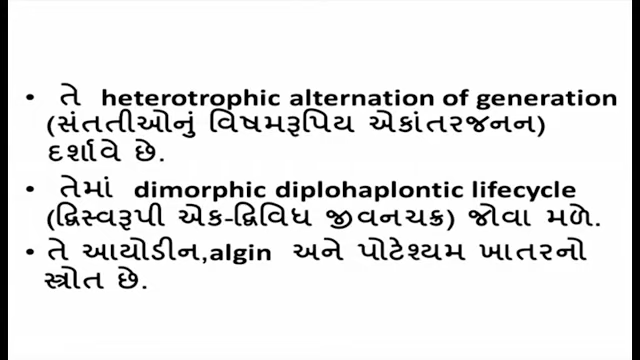 • તે heterotrophic alternation of generation
(સંતતીઓનું વિષમરૂપિય એકાંતરજનન)
દર્શાવે છે.
• તેમાં dimorphic diplohaplontic lifecycle
(દ્વિસ્વરૂપી એક-દ્વિવિધ જીવનચક્ર) જોવા મળે.
• તે આયોડીન,algin અને પોટેશ્યમ ખાતરનો
સ્ત્રોત છે.